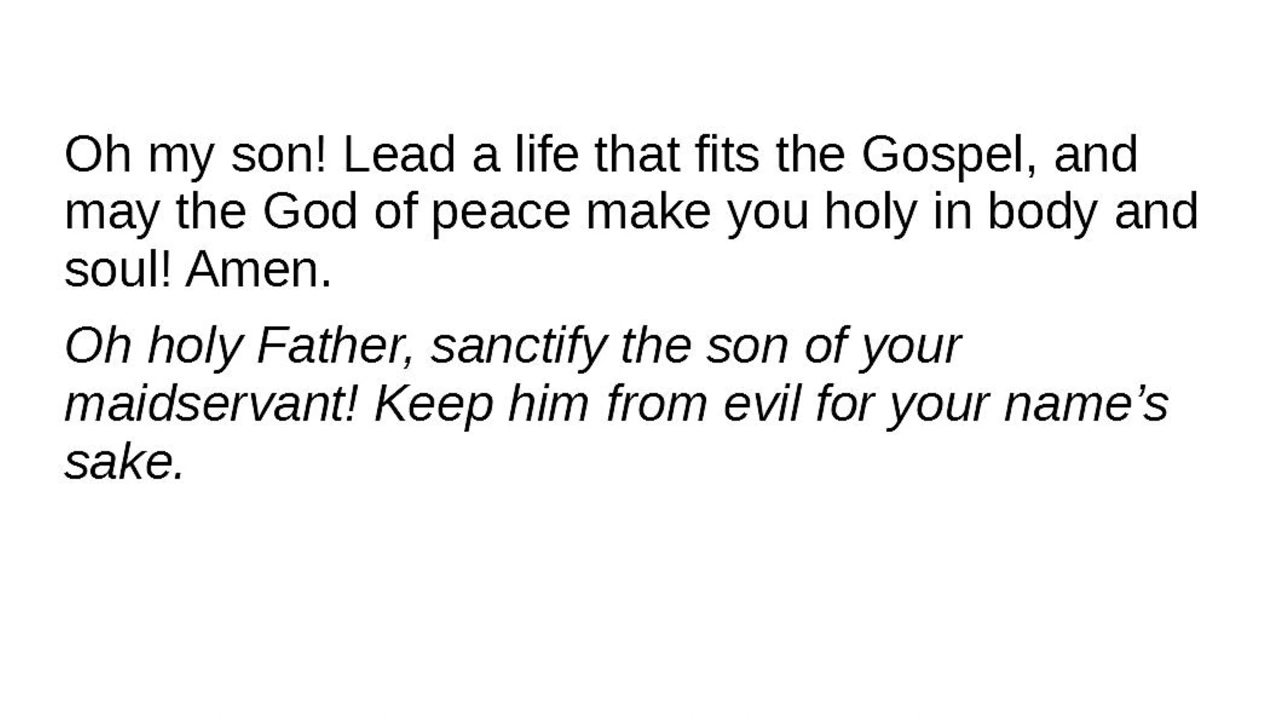 Oh my son! Lead a life that fits the Gospel, and
may the God of peace make you holy in body and
soul! Amen.
Oh holy Father, sanctify the son of your
maidservant! Keep him from evil for your name’s
sake.